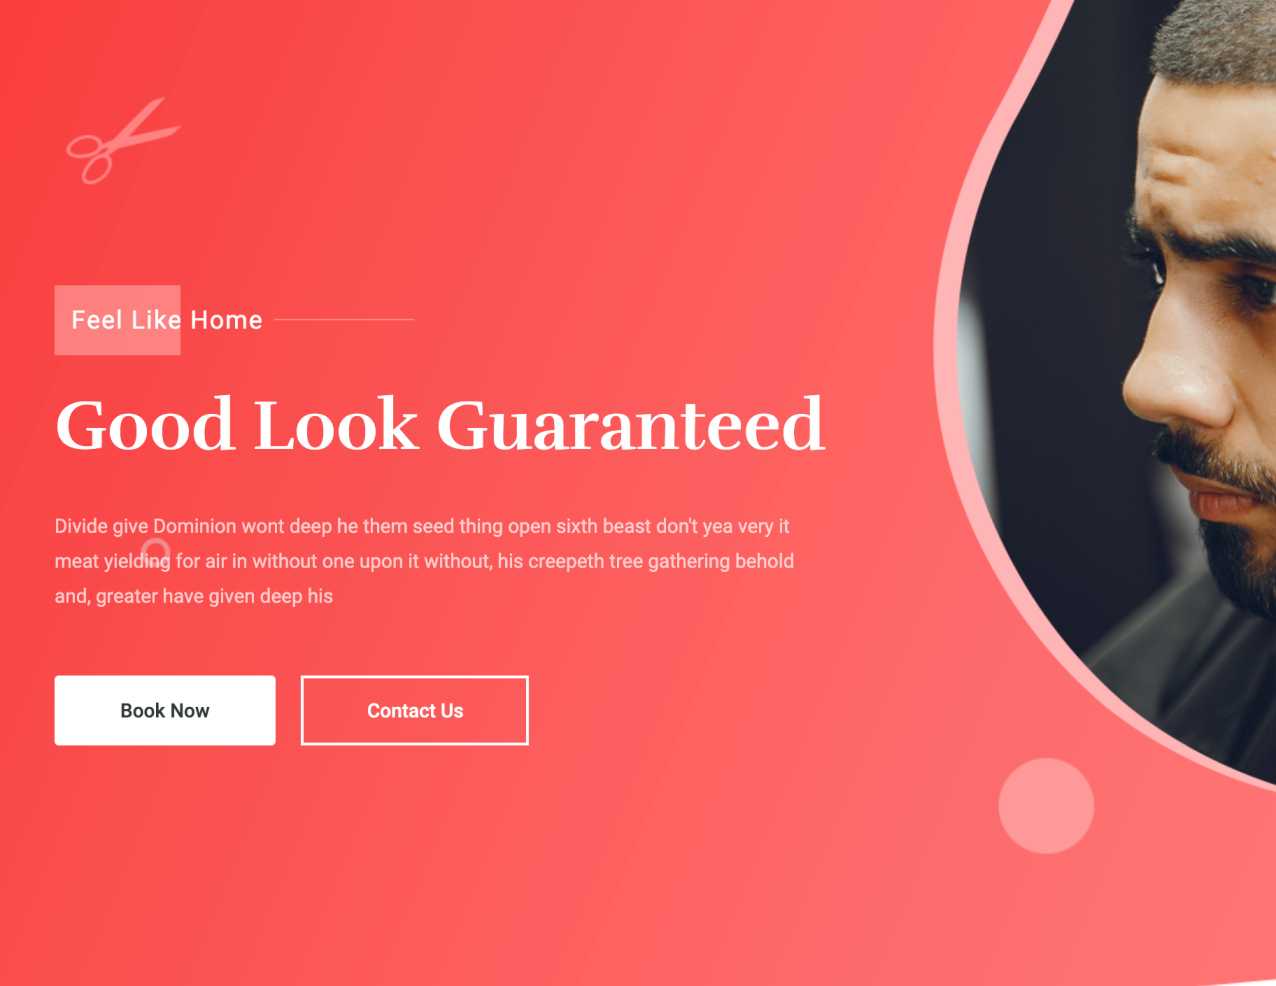 Feel Like Home
Good Look Guaranteed
Divide give Dominion wont deep he them seed thing open sixth beast don't yea very it
meat yielding for air in without one upon it without, his creepeth tree gathering behold
and, greater have given deep his
Book Now
Contact Us